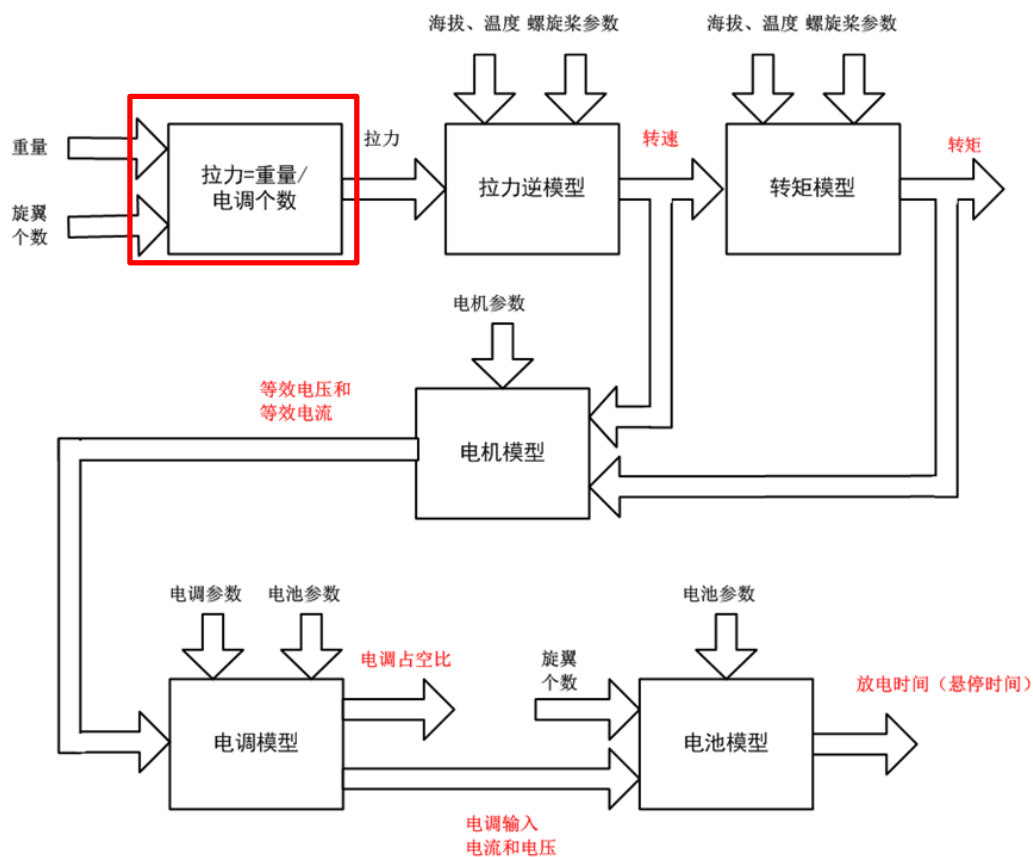 海拔、温度 螺旋桨参数
海拔、温度 螺旋桨参数
重量
旋翼
个数
拉力=重量/
电调个数
拉力
拉力逆模型
转速
转矩模型
转矩
电机参数
等效电压和
等效电流
电机模型
电调参数
电池参数
电调占空比
旋翼
个数
电池参数
放电时间（悬停时间）
电调模型
电池模型
电调输入
电流和电压